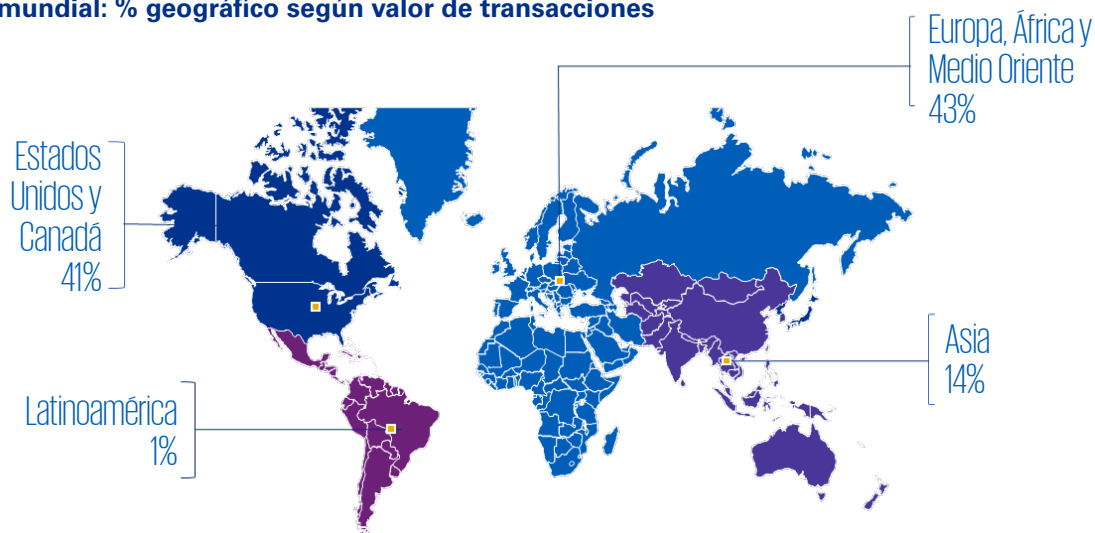 mundial: % geográfico según valor de transacciones
Europa, África y
Medio Oriente
43%
Estados
Unidos y
Canadá
41%
Asia
14%
Latinoamérica
1%